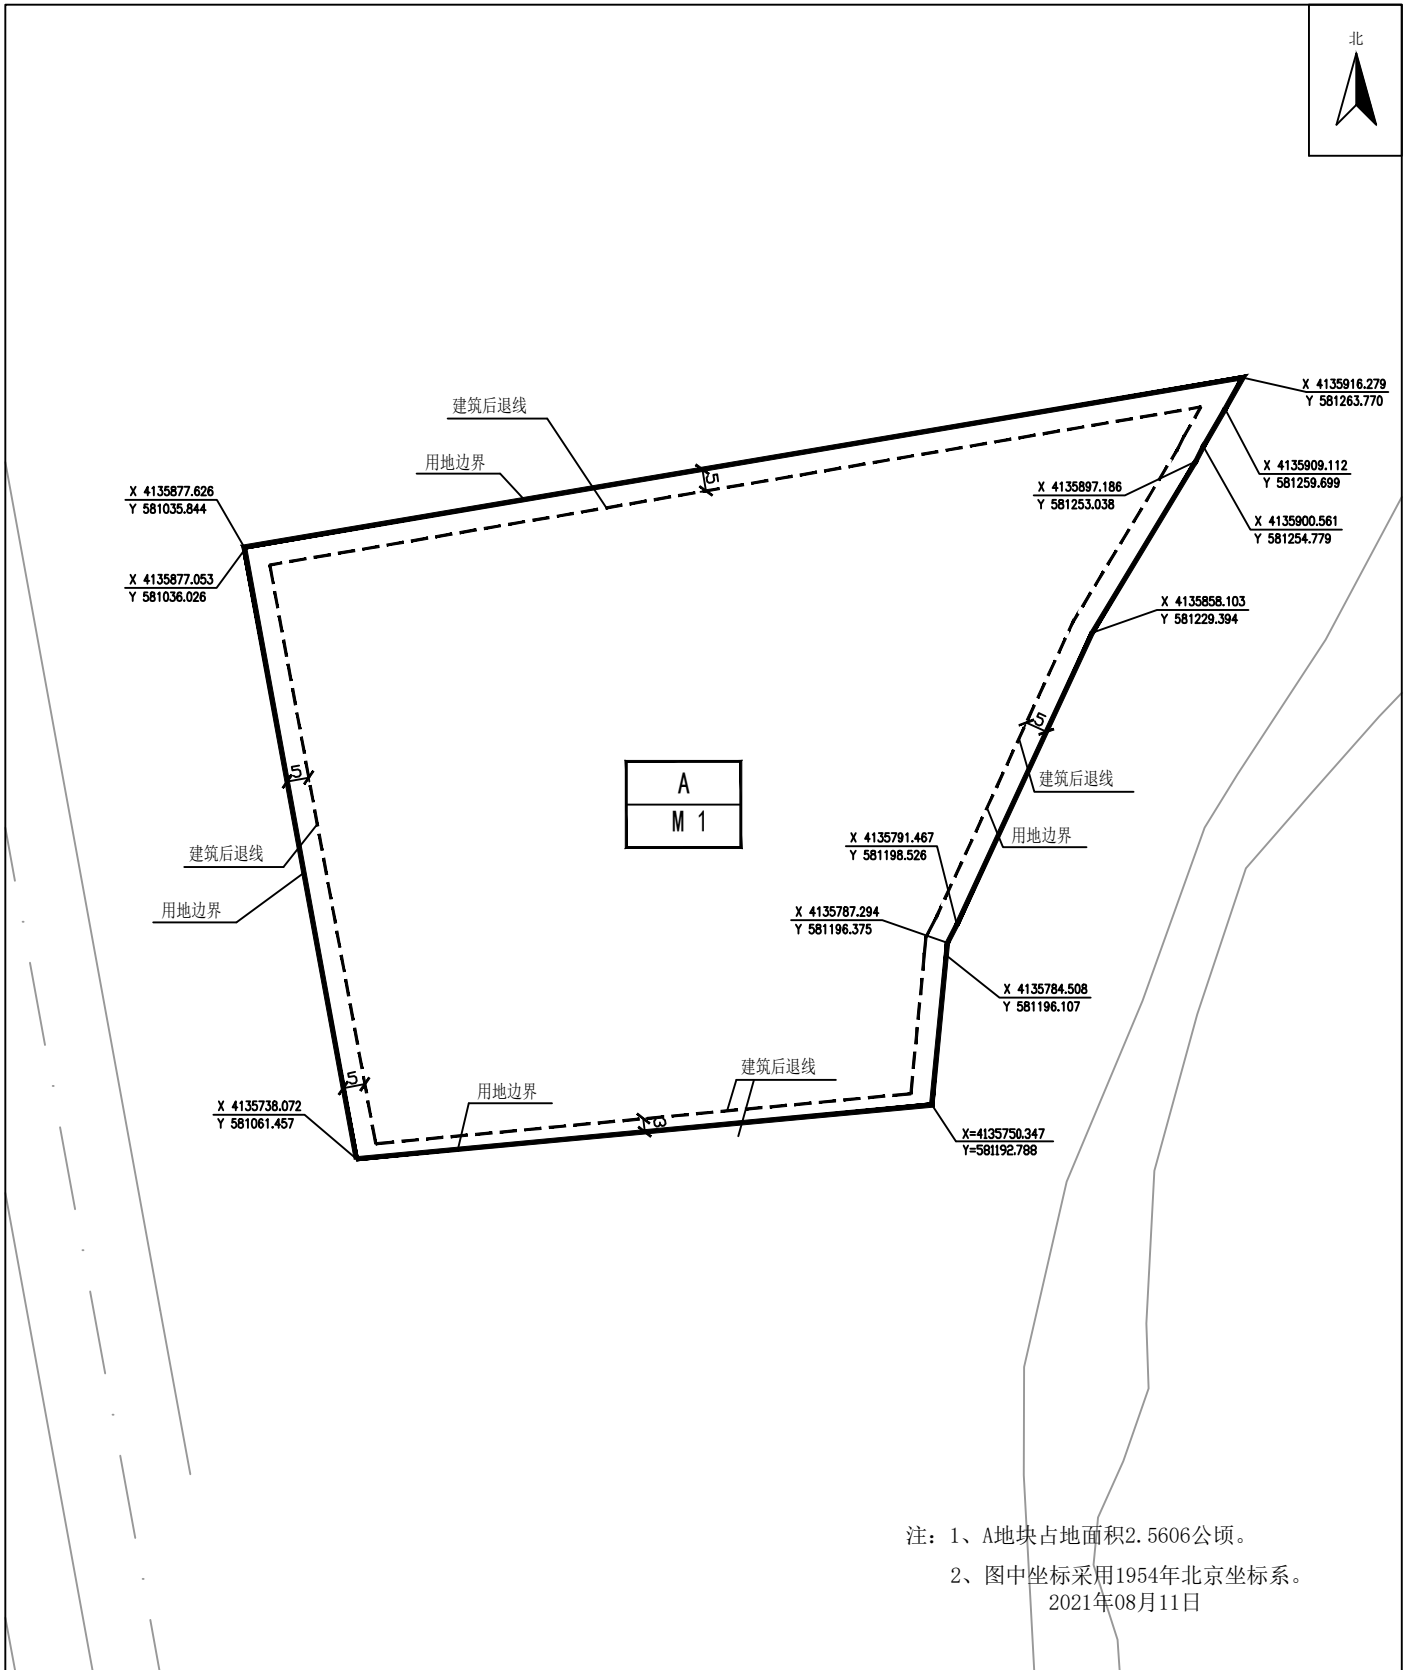 北
X 4135916.279
Y 581263.770
建筑后退线
用地边界
5
X 4135909.112
Y 581259.699
X 4135897.186
Y 581253.038
X 4135877.626
Y 581035.844
X 4135900.561
Y 581254.779
X 4135877.053
Y 581036.026
X 4135858.103
Y 581229.394
5
5
建筑后退线
A
M 1
用地边界
X 4135791.467
Y 581198.526
建筑后退线
用地边界
X 4135787.294
Y 581196.375
X 4135784.508
Y 581196.107
建筑后退线
5
用地边界
X 4135738.072
Y 581061.457
3
X=4135750.347
Y=581192.788
注：1、A地块占地面积2.5606公顷。
2、图中坐标采用1954年北京坐标系。
2021年08月11日